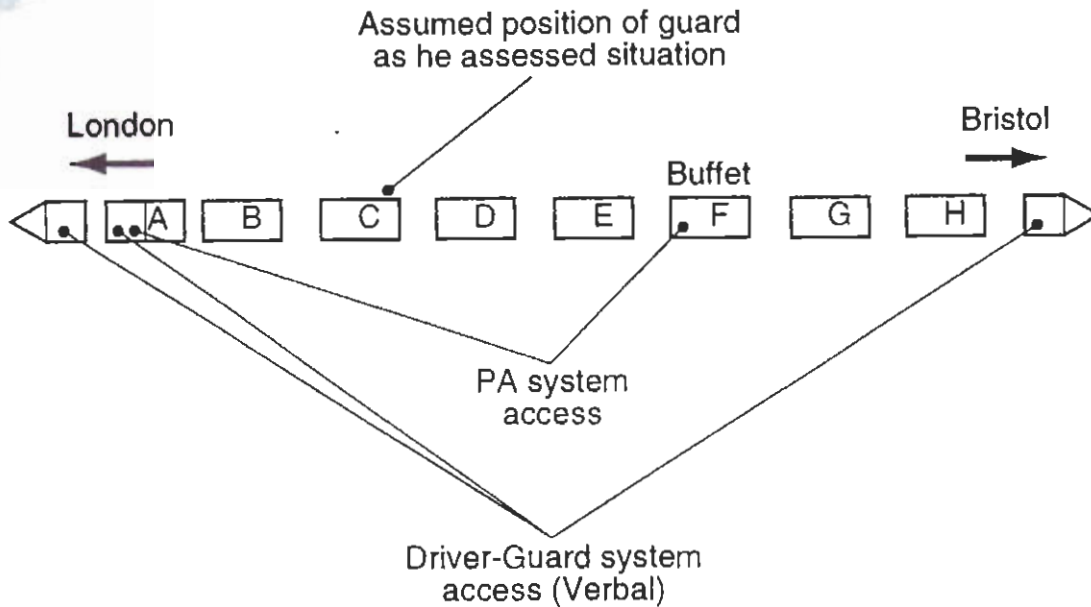 Assumed position of guard
as he assessed situation
London
Bristol
Buffet
A B C D E F G H
PA system
access
Driver-Guard system
access (Verbal)